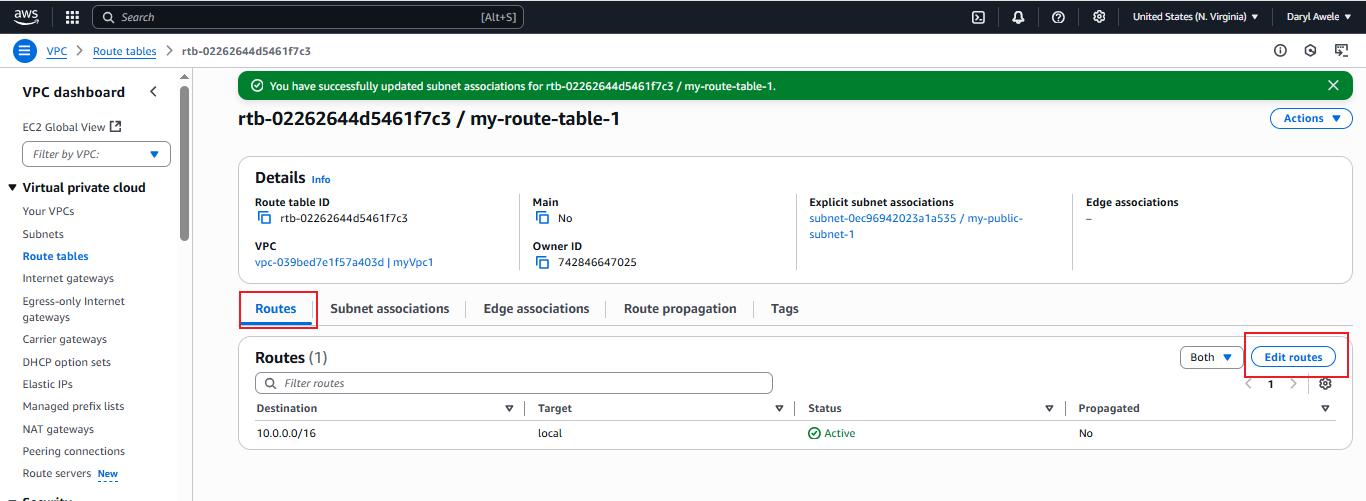 aws Search [Alt+S] United States (N. Virginia) Daryl Awele
VPC Route tables rtb-02262644d5461f7c3
VPC dashboard
EC2 Global View
Filter by VPC:
Virtual private cloud
Your VPCs
Subnets
Route tables
Internet gateways
Egress-only Internet
gateways
Carrier gateways
DHCP option sets
Elastic IPs
Managed prefix lists
NAT gateways
Peering connections
Route servers New
Security
You have successfully updated subnet associations for rtb-02262644d5461f7c3 / my-route-table-1.
rtb-02262644d5461f7c3 / my-route-table-1
Actions
Details Info
Route table ID
rtb-02262644d5461f7c3
VPC
vpc-039bed7e1f57a403d | myVpc1
Main
No
Owner ID
742846647025
Explicit subnet associations
subnet-0ec96942023a1a535 / my-public-
subnet-1
Edge associations
–
Routes Subnet associations Edge associations Route propagation Tags
Routes (1)
Both Edit routes
Filter routes
1
Destination Target Status Propagated
10.0.0.0/16 local Active No